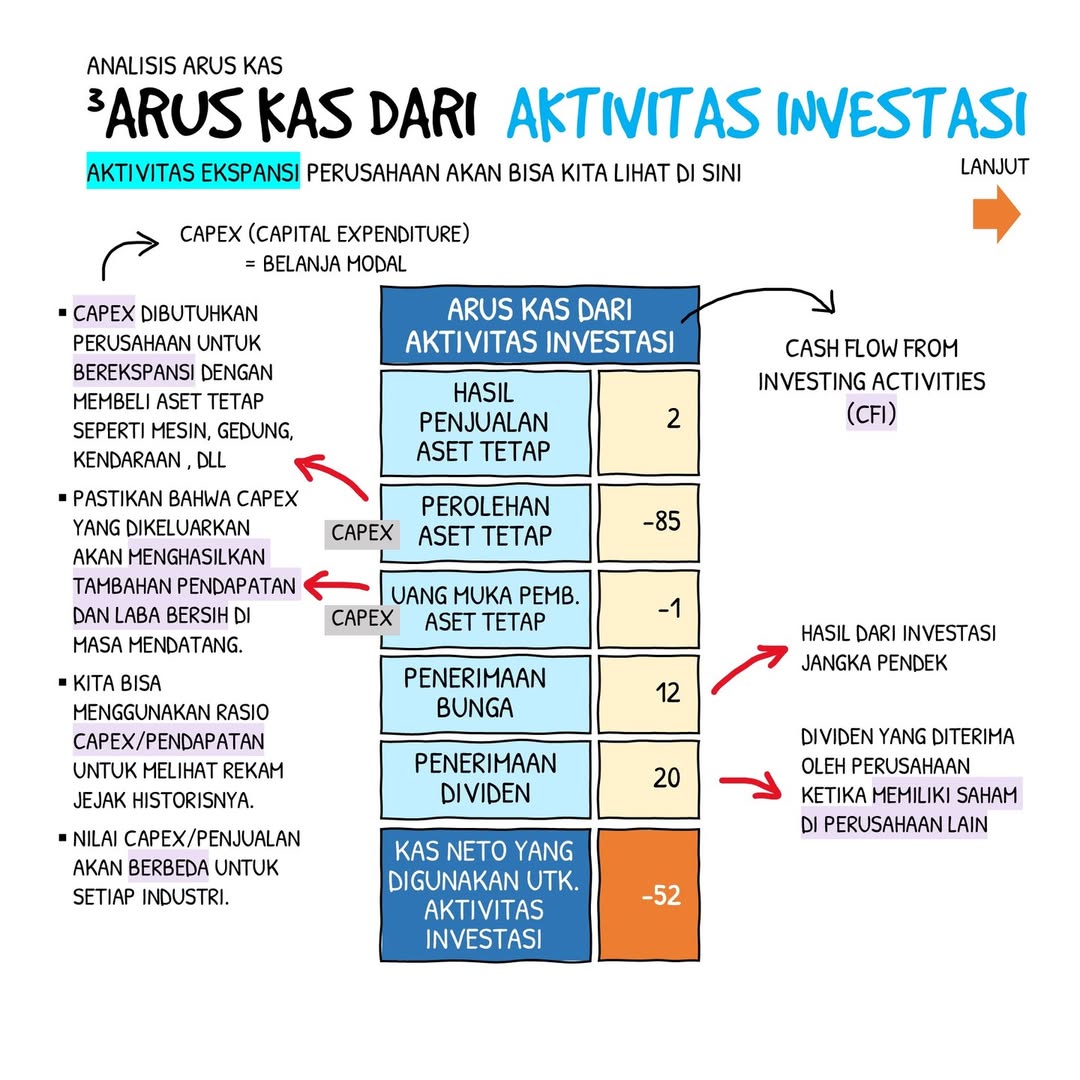 ANALISIS ARUS KAS
³ARUS KAS DARI AKTIVITAS INVESTASI
AKTIVITAS EKSPANSI PERUSAHAAN AKAN BISA KITA LIHAT DI SINI
LANJUT
CAPEX (CAPITAL EXPENDITURE)
= BELANJA MODAL
▪ CAPEX DIBUTUHKAN
PERUSAHAAN UNTUK
BEREKSPANSI DENGAN
MEMBELI ASET TETAP
SEPERTI MESIN, GEDUNG,
KENDARAAN , DLL
▪ PASTIKAN BAHWA CAPEX
YANG DIKELUARKAN
AKAN MENGHASILKAN
TAMBAHAN PENDAPATAN
DAN LABA BERSIH DI
MASA MENDATANG.
▪ KITA BISA
MENGGUNAKAN RASIO
CAPEX/PENDAPATAN
UNTUK MELIHAT REKAM
JEJAK HISTORISNYA.
▪ NILAI CAPEX/PENJUALAN
AKAN BERBEDA UNTUK
SETIAP INDUSTRI.
ARUS KAS DARI
AKTIVITAS INVESTASI
HASIL
PENJUALAN
ASET TETAP
2
CAPEX
PEROLEHAN
ASET TETAP
-85
CAPEX
UANG MUKA PEMB.
ASET TETAP
-1
PENERIMAAN
BUNGA
12
PENERIMAAN
DIVIDEN
20
KAS NETO YANG
DIGUNAKAN UTK.
AKTIVITAS
INVESTASI
-52
CASH FLOW FROM
INVESTING ACTIVITIES
(CFI)
HASIL DARI INVESTASI
JANGKA PENDEK
DIVIDEN YANG DITERIMA
OLEH PERUSAHAAN
KETIKA MEMILIKI SAHAM
DI PERUSAHAAN LAIN